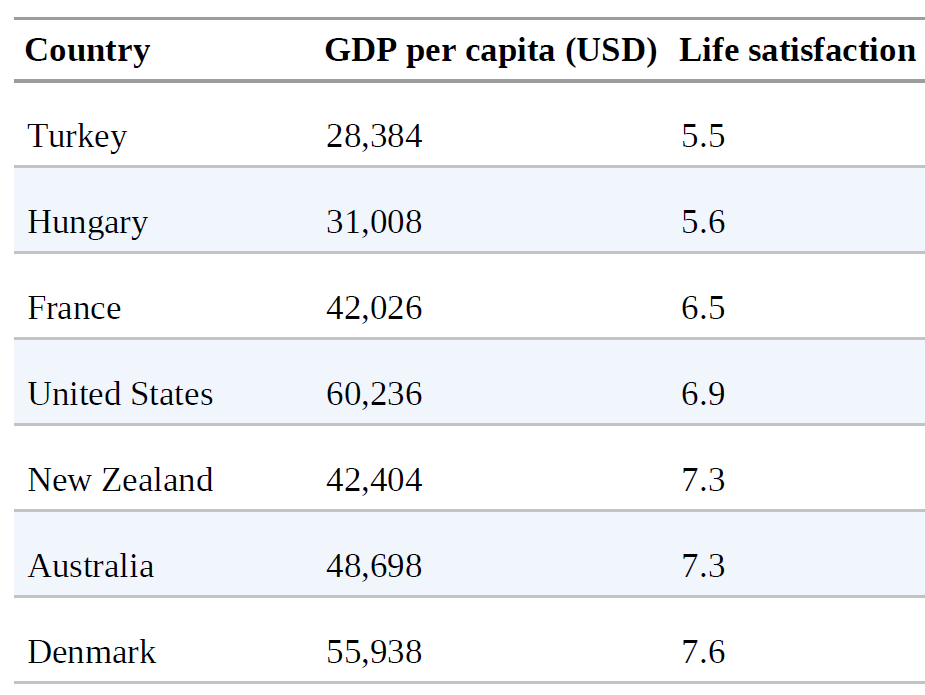 Country GDP per capita (USD) Life satisfaction
Turkey 28,384 5.5
Hungary 31,008 5.6
France 42,026 6.5
United States 60,236 6.9
New Zealand 42,404 7.3
Australia 48,698 7.3
Denmark 55,938 7.6